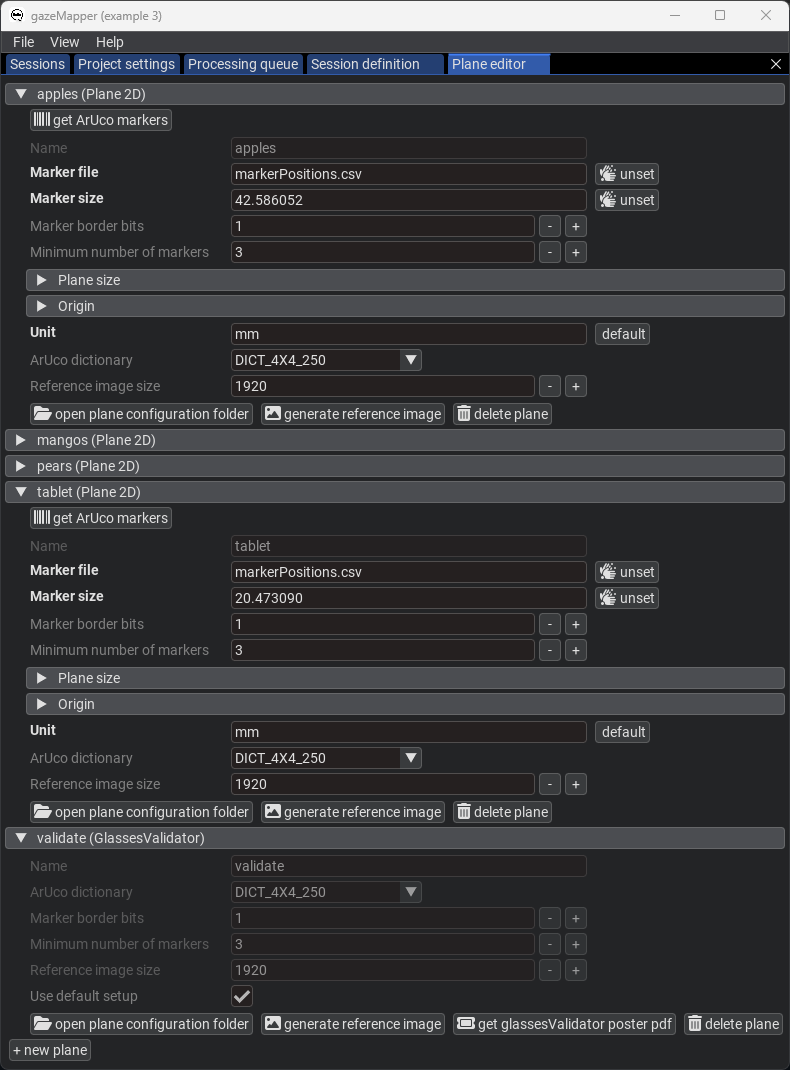 gazeMapper (example 3)
File View Help
Sessions Project settings Processing queue Session definition Plane editor
apples (Plane 2D)
get ArUco markers
Name apples
Marker file markerPositions.csv unset
Marker size 42.586052 unset
Marker border bits 1 - +
Minimum number of markers 3 - +
Plane size
Origin
Unit mm default
ArUco dictionary DICT_4X4_250
Reference image size 1920 - +
open plane configuration folder generate reference image delete plane
mangos (Plane 2D)
pears (Plane 2D)
tablet (Plane 2D)
get ArUco markers
Name tablet
Marker file markerPositions.csv unset
Marker size 20.473090 unset
Marker border bits 1 - +
Minimum number of markers 3 - +
Plane size
Origin
Unit mm default
ArUco dictionary DICT_4X4_250
Reference image size 1920 - +
open plane configuration folder generate reference image delete plane
validate (GlassesValidator)
Name validate
ArUco dictionary DICT_4X4_250
Marker border bits 1 - +
Minimum number of markers 3 - +
Reference image size 1920 - +
Use default setup
open plane configuration folder generate reference image get glassesValidator poster pdf delete plane
+ new plane